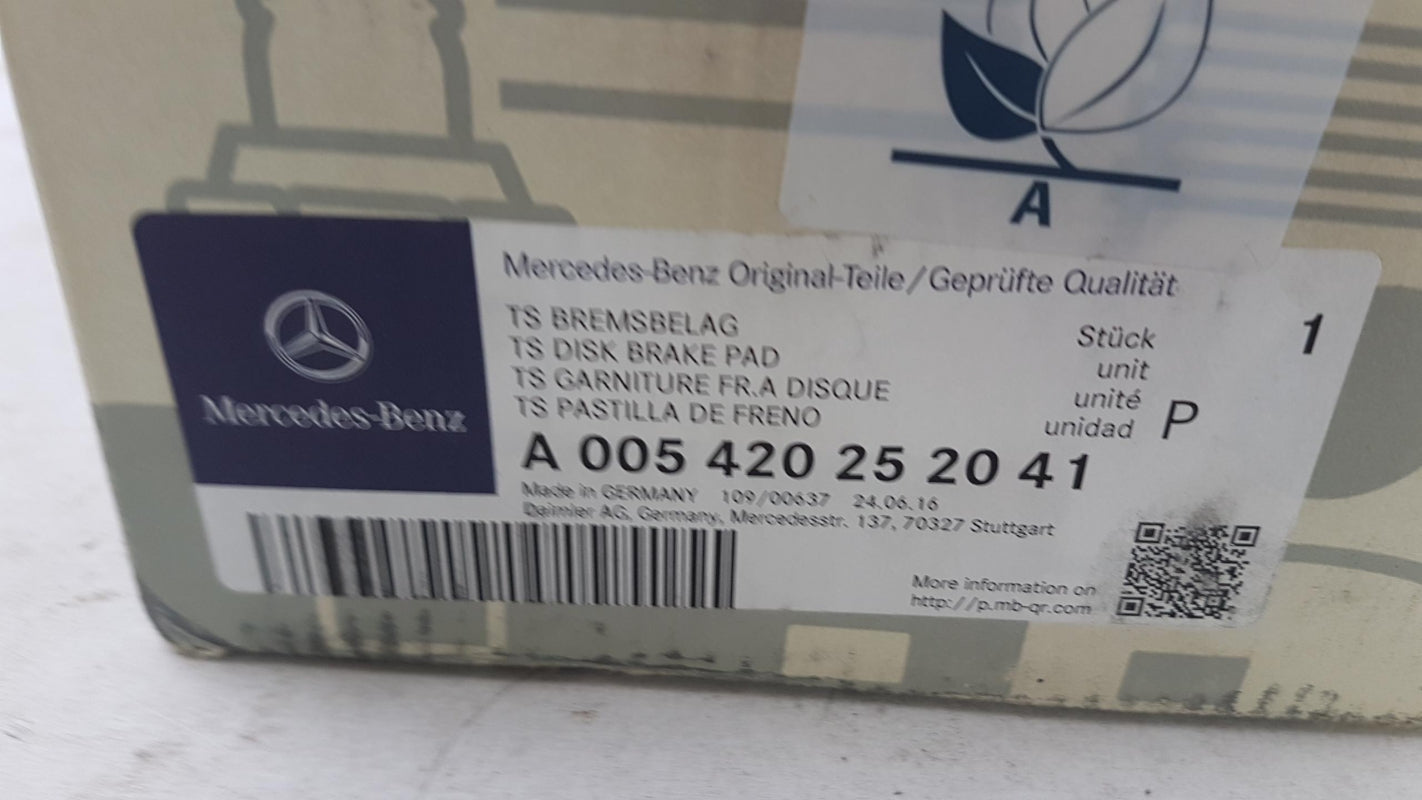 A
Mercedes-Benz
Mercedes-Benz Original-Teile/Geprüfte Qualität
TS BREMSBELAG
TS DISK BRAKE PAD
TS GARNITURE FR.A DISQUE
TS PASTILLA DE FRENO
Stück 1
unit
unité
unidad P
A 005 420 25 20 41
Made in GERMANY 109/00637 24.06.16
Daimler AG, Germany, Mercedesstr. 137, 70327 Stuttgart
More information on
http://p.mb-qr.com